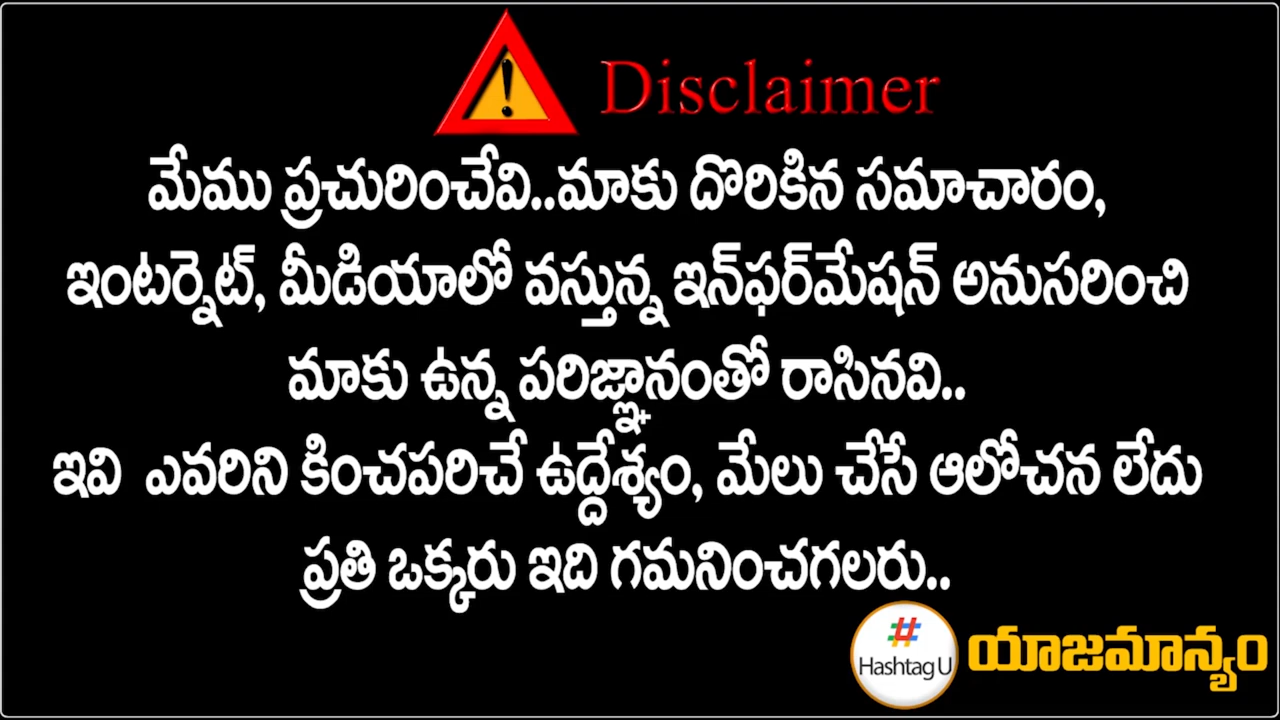 Disclaimer
మేము ప్రచురించేవి..మాకు దొరికిన సమాచారం,
ఇంటర్నెట్, మీడియాలో వస్తున్న ఇన్‌ఫర్‌మేషన్ అనుసరించి
మాకు ఉన్న పరిజ్ఞానంతో రాసినవి..
ఇవి ఎవరిని కించపరిచే ఉద్దేశ్యం, మేలు చేసే ఆలోచన లేదు
ప్రతి ఒక్కరు ఇది గమనించగలరు..
#
Hashtag U
యాజమాన్యం